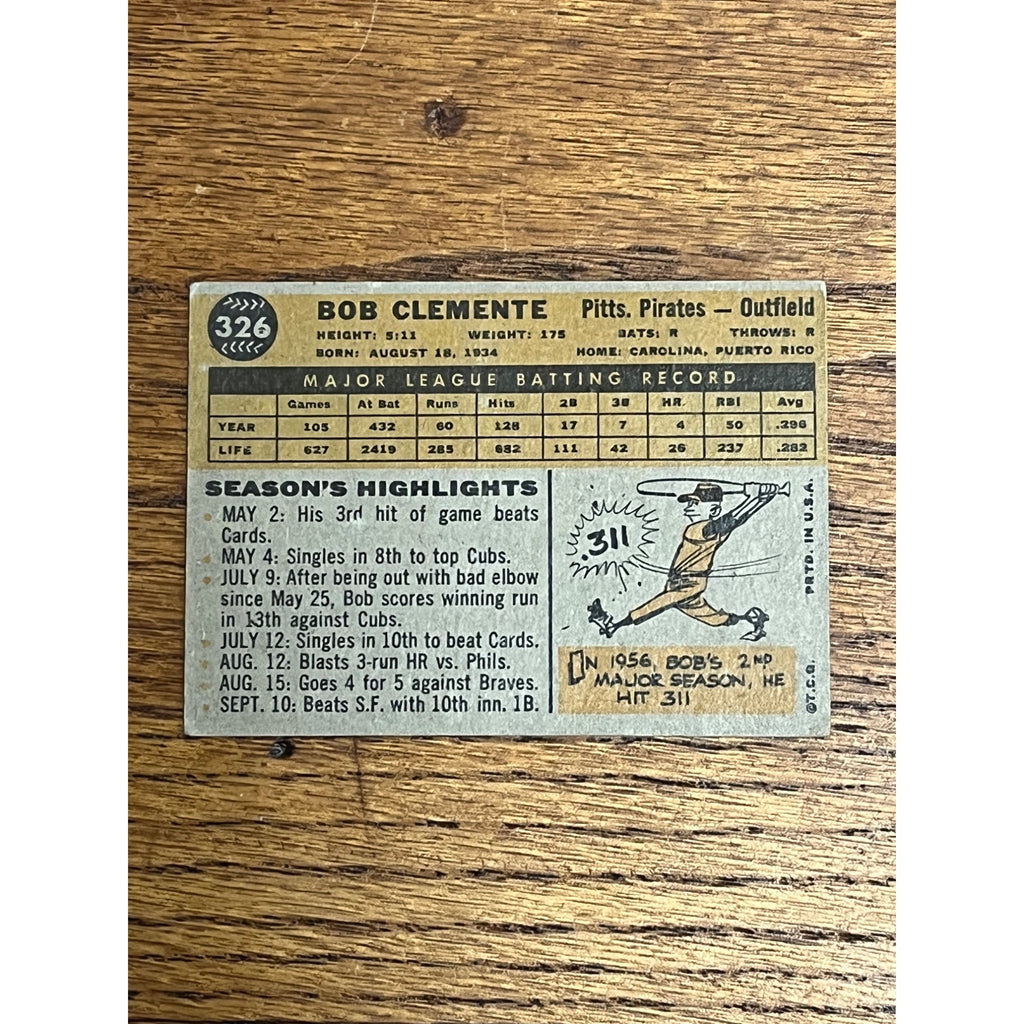 326
BOB CLEMENTE Pitts. Pirates — Outfield
HEIGHT: 5:11 WEIGHT: 175 BATS: R THROWS: R
BORN: AUGUST 18, 1934 HOME: CAROLINA, PUERTO RICO
MAJOR LEAGUE BATTING RECORD
Games At Bat Runs Hits 2B 3B HR. RBI Avg
YEAR 105 432 60 128 17 7 4 50 .296
LIFE 627 2419 285 682 111 42 26 237 .282
SEASON'S HIGHLIGHTS
MAY 2: His 3rd hit of game beats
Cards.
MAY 4: Singles in 8th to top Cubs.
JULY 9: After being out with bad elbow
since May 25, Bob scores winning run
in 13th against Cubs.
JULY 12: Singles in 10th to beat Cards.
AUG. 12: Blasts 3-run HR vs. Phils.
AUG. 15: Goes 4 for 5 against Braves.
SEPT. 10: Beats S.F. with 10th inn. 1B.
.311
IN 1956, BOB'S 2ND
MAJOR SEASON, HE
HIT 311
©T.C.G. PRTD. IN U.S.A.